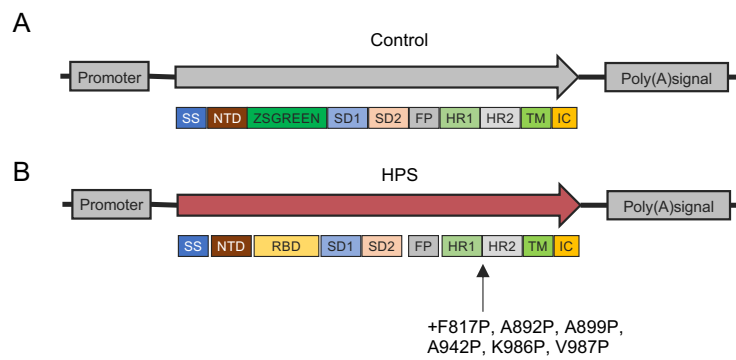 A
Control
Promoter
Poly(A)signal
SS NTD ZSGREEN SD1 SD2 FP HR1 HR2 TM IC
B
HPS
Promoter
Poly(A)signal
SS NTD RBD SD1 SD2 FP HR1 HR2 TM IC
+F817P, A892P, A899P,
A942P, K986P, V987P